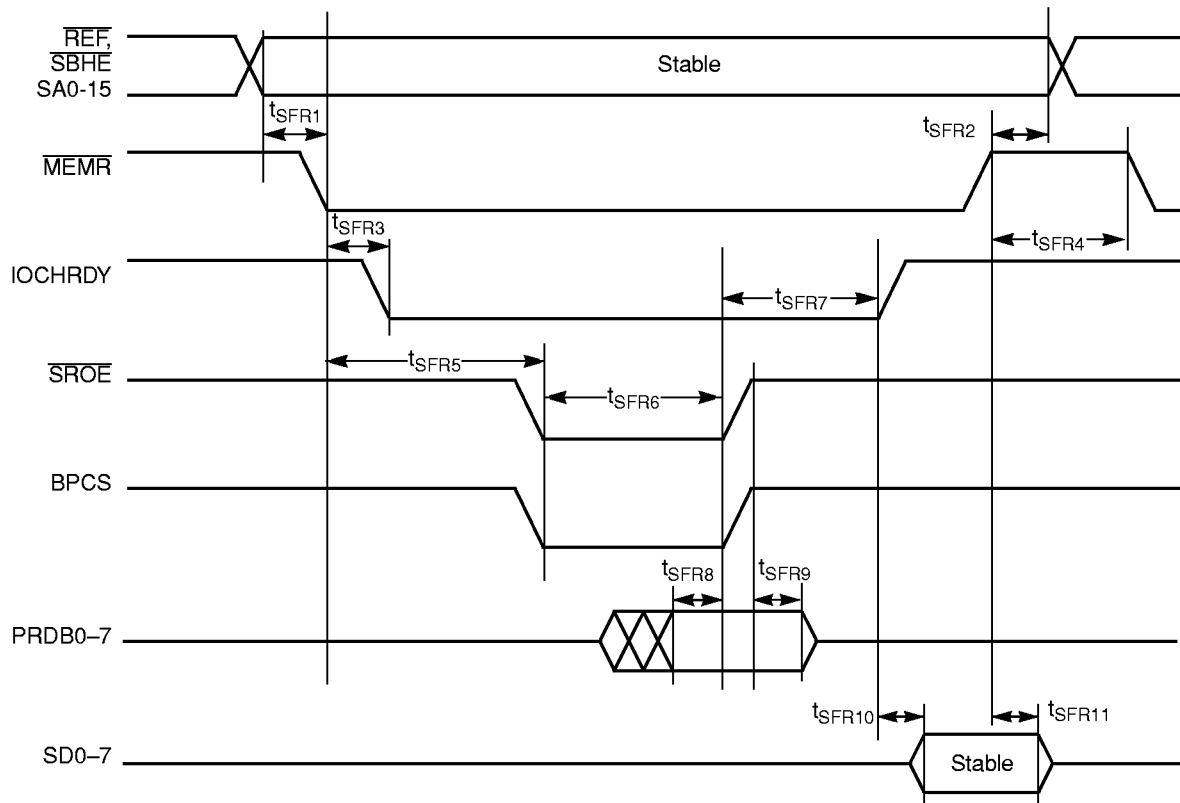 REF,
SBHE
SA0-15
Stable
tSFR1
tSFR2
MEMR
tSFR3
tSFR4
IOCHRDY
tSFR7
tSFR5
SROE
tSFR6
BPCS
tSFR8
tSFR9
PRDB0–7
tSFR10
tSFR11
SD0–7
Stable